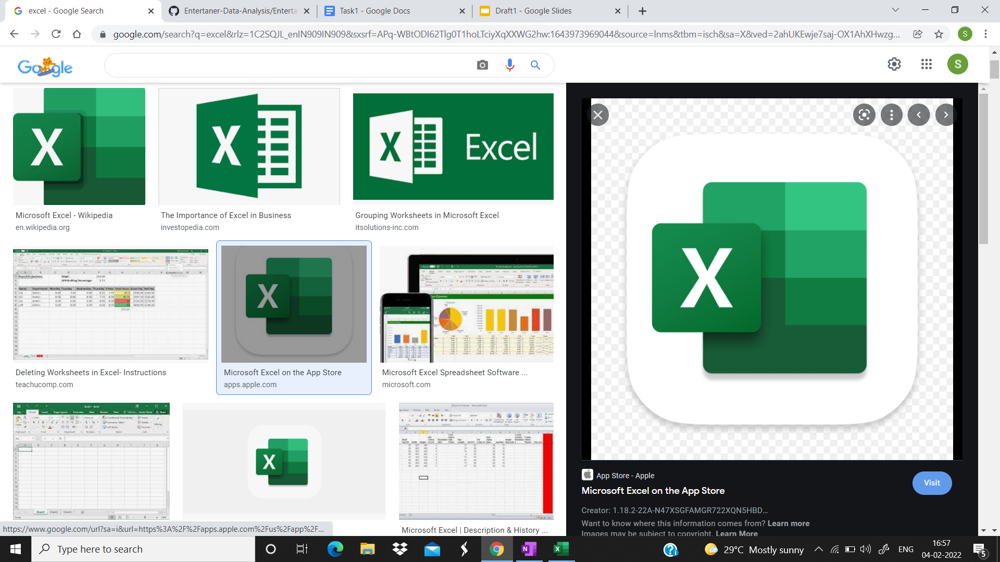 excel - Google Search
Entertaner-Data-Analysis/Enterta
Task1 - Google Docs
Draft1 - Google Slides
google.com/search?q=excel&rlz=1C2SQJL_enIN909IN909&sxsrf=APq-WBtODI62Tlg0T1hoLTciyXqXXWG2hw:1643973969044&source=lnms&tbm=isch&sa=X&ved=2ahUKEwje7saj-OX1AhXHwzg...
S
Google
S
X
X
X Excel
Microsoft Excel - Wikipedia
en.wikipedia.org
The Importance of Excel in Business
investopedia.com
Grouping Worksheets in Microsoft Excel
itsolutions-inc.com
X
Deleting Worksheets in Excel- Instructions
teachucomp.com
Microsoft Excel on the App Store
apps.apple.com
Microsoft Excel Spreadsheet Software ...
microsoft.com
X
X
Microsoft Excel | Description & History ...
App Store - Apple
Microsoft Excel on the App Store
Visit
Creator: 1.18.2-22A-N47XSGFAMGR722XQN5HBD...
Want to know where this information comes from? Learn more
Images may be subject to copyright. Learn More
https://www.google.com/url?sa=i&url=https%3A%2F%2Fapps.apple.com%2Fus%2Fapp%2F...
Type here to search
29°C Mostly sunny
ENG
16:57
04-02-2022
5